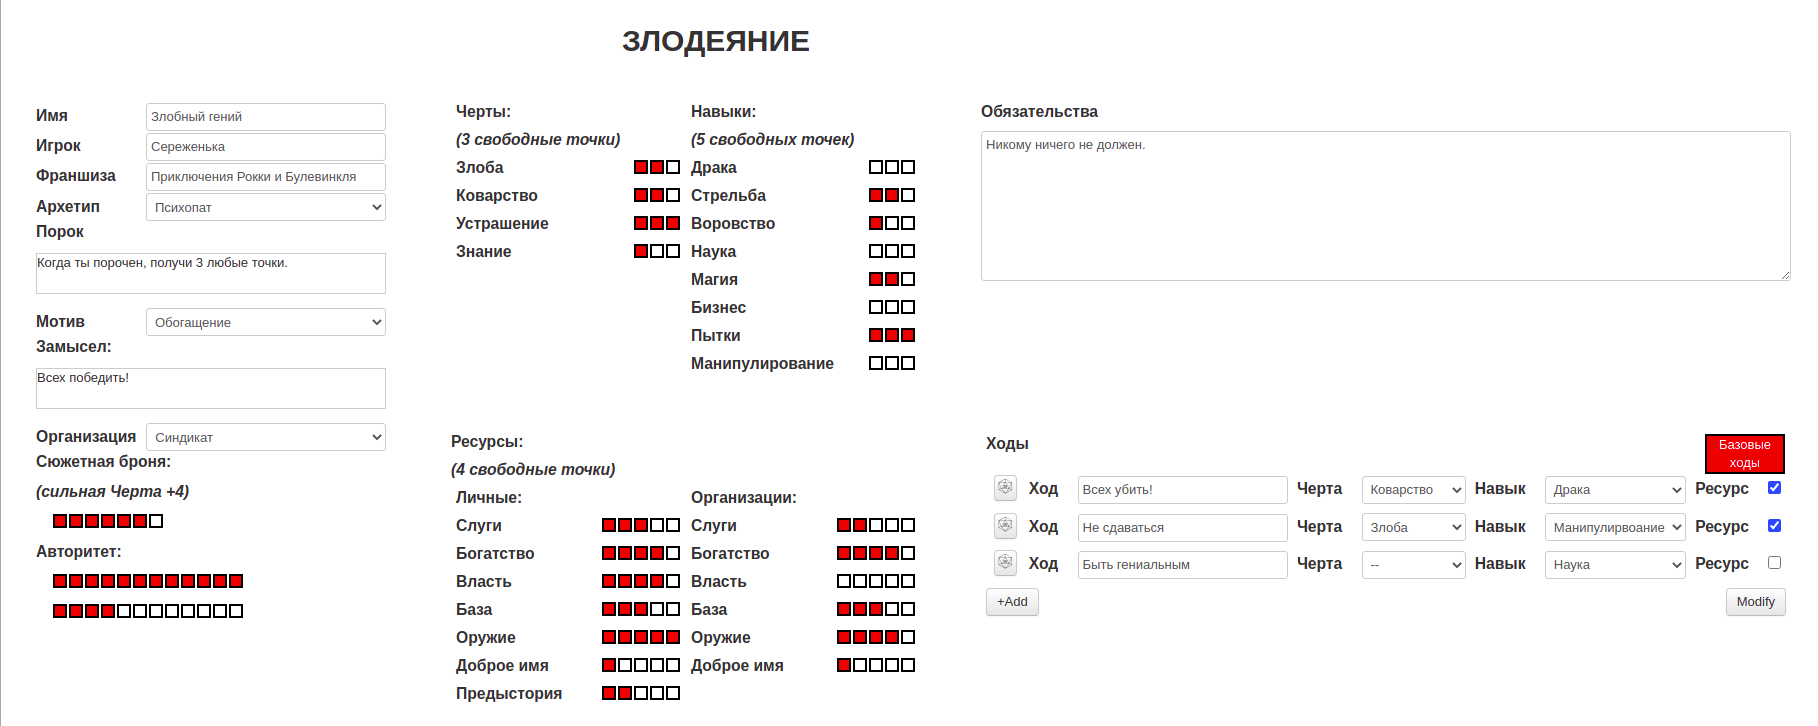 ЗЛОДЕЯНИЕ
Имя Злобный гений
Игрок Сереженька
Франшиза Приключения Рокки и Булевинкля
Архетип Психопат
Порок
Когда ты порочен, получи 3 любые точки.
Мотив Обогащение
Замысел:
Всех победить!
Организация Синдикат
Сюжетная броня:
(сильная Черта +4)
Авторитет:
Черты:
(3 свободные точки)
Злоба
Коварство
Устрашение
Знание
Навыки:
(5 свободных точек)
Драка
Стрельба
Воровство
Наука
Магия
Бизнес
Пытки
Манипулирование
Обязательства
Никому ничего не должен.
Ресурсы:
(4 свободные точки)
Личные:
Слуги
Богатство
Власть
База
Оружие
Доброе имя
Предыстория
Организации:
Слуги
Богатство
Власть
База
Оружие
Доброе имя
Ходы
Базовые
ходы
Ход Всех убить! Черта Коварство Навык Драка Ресурс
Ход Не сдаваться Черта Злоба Навык Манипулирвоание Ресурс
Ход Быть гениальным Черта -- Навык Наука Ресурс
+Add Modify